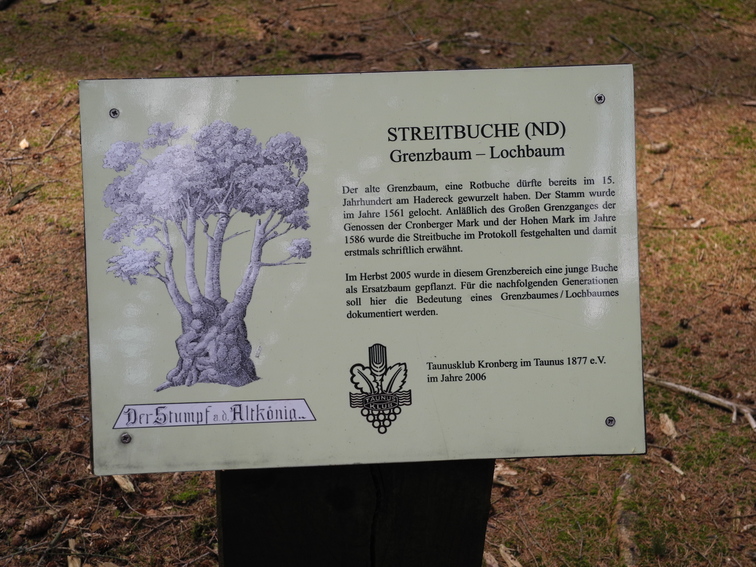 STREITBUCHE (ND)
Grenzbaum – Lochbaum
Der alte Grenzbaum, eine Rotbuche dürfte bereits im 15.
Jahrhundert am Hadereck gewurzelt haben. Der Stamm wurde
im Jahre 1561 gelocht. Anläßlich des Großen Grenzganges der
Genossen der Cronberger Mark und der Hohen Mark im Jahre
1586 wurde die Streitbuche im Protokoll festgehalten und damit
erstmals schriftlich erwähnt.
Im Herbst 2005 wurde in diesem Grenzbereich eine junge Buche
als Ersatzbaum gepflanzt. Für die nachfolgenden Generationen
soll hier die Bedeutung eines Grenzbaumes / Lochbaumes
dokumentiert werden.
TAUNUS
KLUB
Taunusklub Kronberg im Taunus 1877 e.V.
im Jahre 2006
Der Stumpf a.d. Altkönig